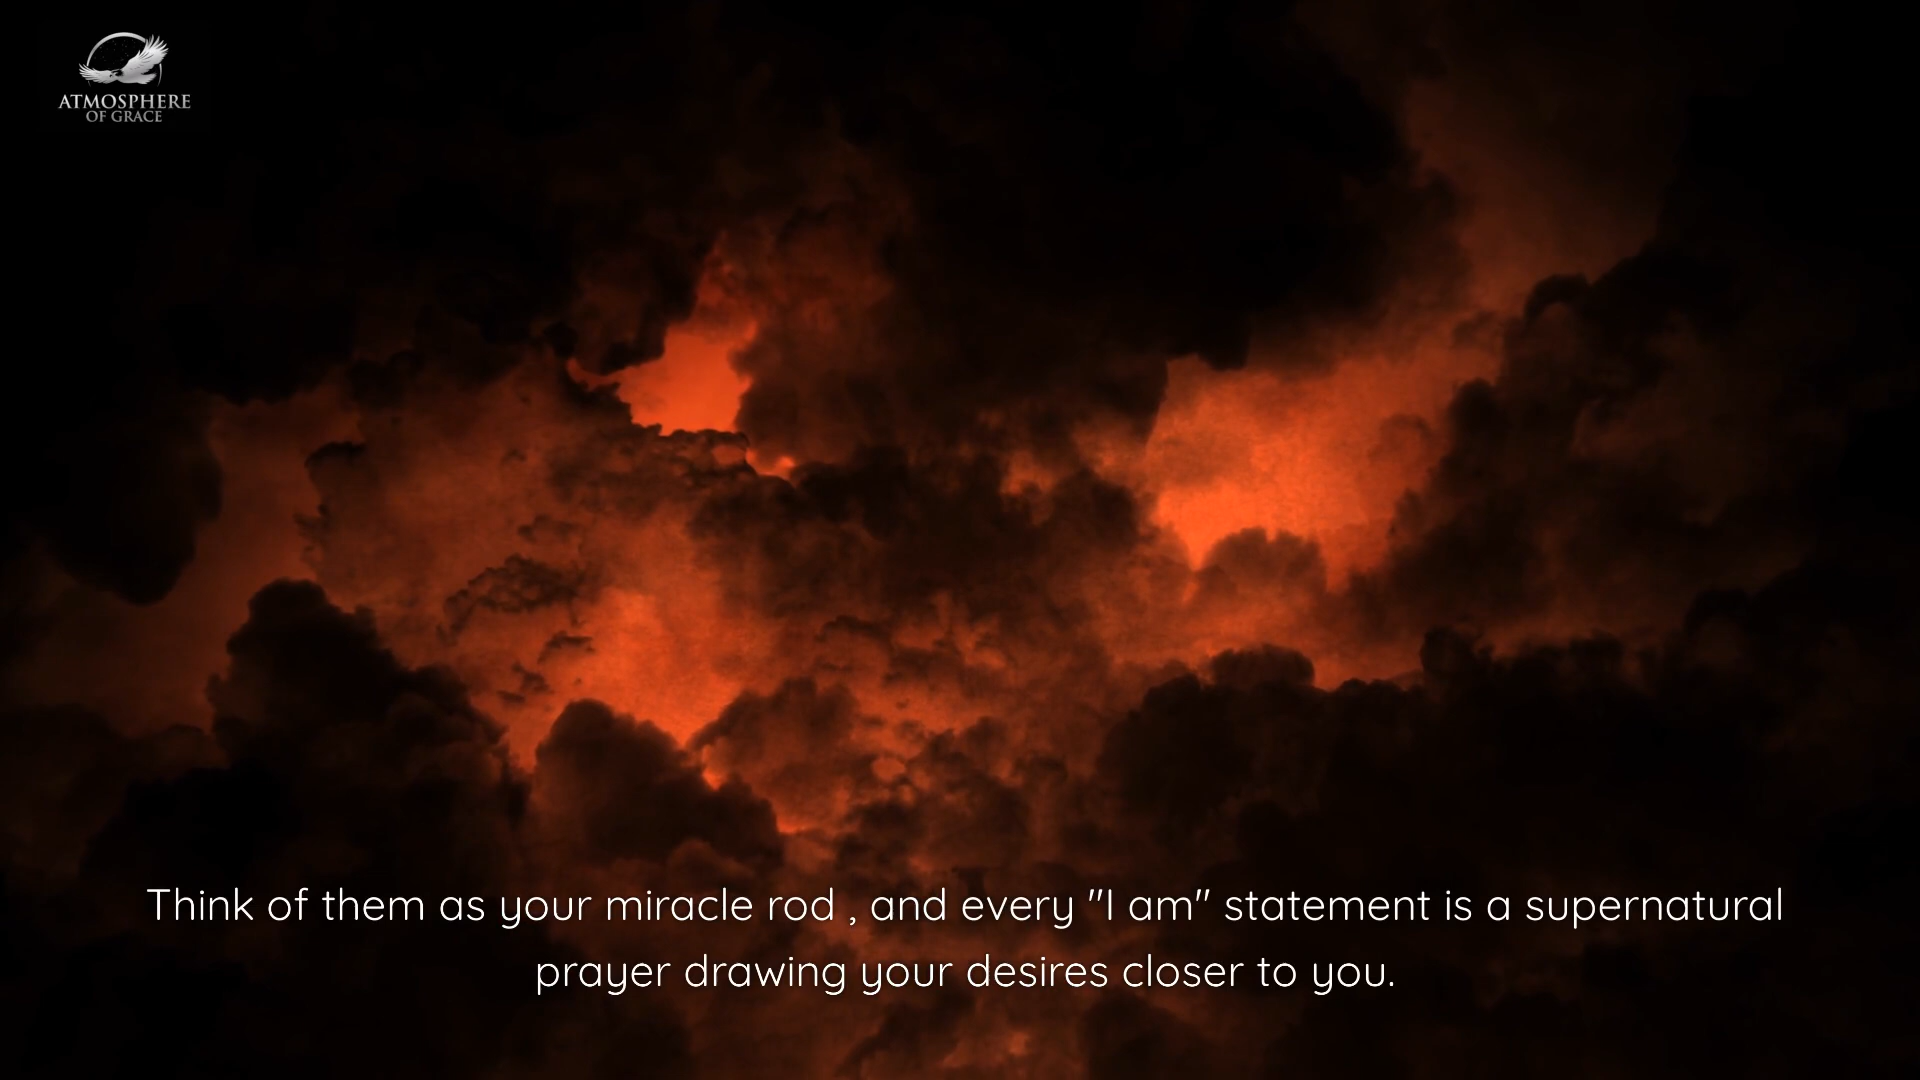 ATMOSPHERE
OF GRACE
Think of them as your miracle rod , and every "I am" statement is a supernatural
prayer drawing your desires closer to you.